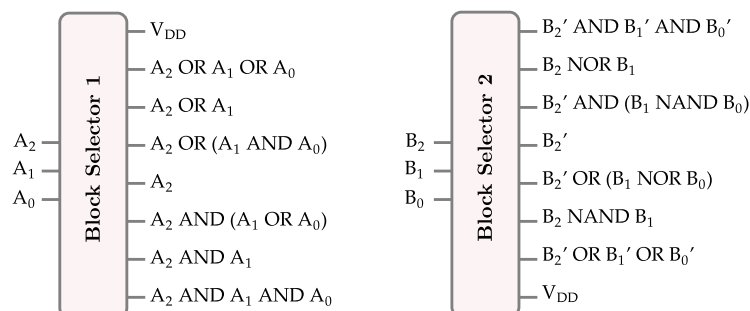 Block Selector 1
A₂
A₁
A₀
V_DD
A₂ OR A₁ OR A₀
A₂ OR A₁
A₂ OR (A₁ AND A₀)
A₂
A₂ AND (A₁ OR A₀)
A₂ AND A₁
A₂ AND A₁ AND A₀
Block Selector 2
B₂
B₁
B₀
B₂′ AND B₁′ AND B₀′
B₂ NOR B₁
B₂′ AND (B₁ NAND B₀)
B₂′
B₂′ OR (B₁ NOR B₀)
B₂ NAND B₁
B₂′ OR B₁′ OR B₀′
V_DD